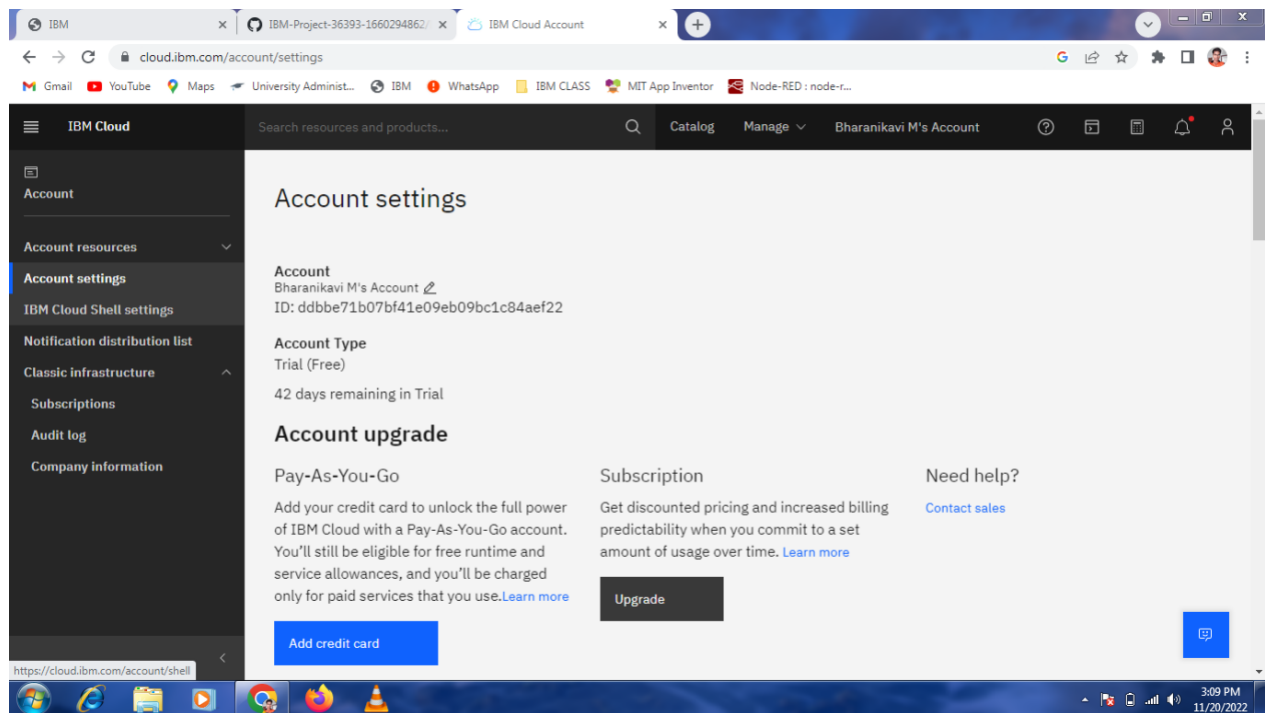 IBM
IBM-Project-36393-1660294862/
IBM Cloud Account
cloud.ibm.com/account/settings
Gmail YouTube Maps University Administ... IBM WhatsApp IBM CLASS MIT App Inventor Node-RED : node-r...
IBM Cloud Search resources and products... Catalog Manage Bharanikavi M's Account
Account
Account resources
Account settings
IBM Cloud Shell settings
Notification distribution list
Classic infrastructure
Subscriptions
Audit log
Company information
Account settings
Account
Bharanikavi M's Account
ID: ddbbe71b07bf41e09eb09bc1c84aef22
Account Type
Trial (Free)
42 days remaining in Trial
Account upgrade
Pay-As-You-Go
Add your credit card to unlock the full power
of IBM Cloud with a Pay-As-You-Go account.
You'll still be eligible for free runtime and
service allowances, and you'll be charged
only for paid services that you use.Learn more
Add credit card
Subscription
Get discounted pricing and increased billing
predictability when you commit to a set
amount of usage over time. Learn more
Upgrade
Need help?
Contact sales
https://cloud.ibm.com/account/shell
3:09 PM
11/20/2022